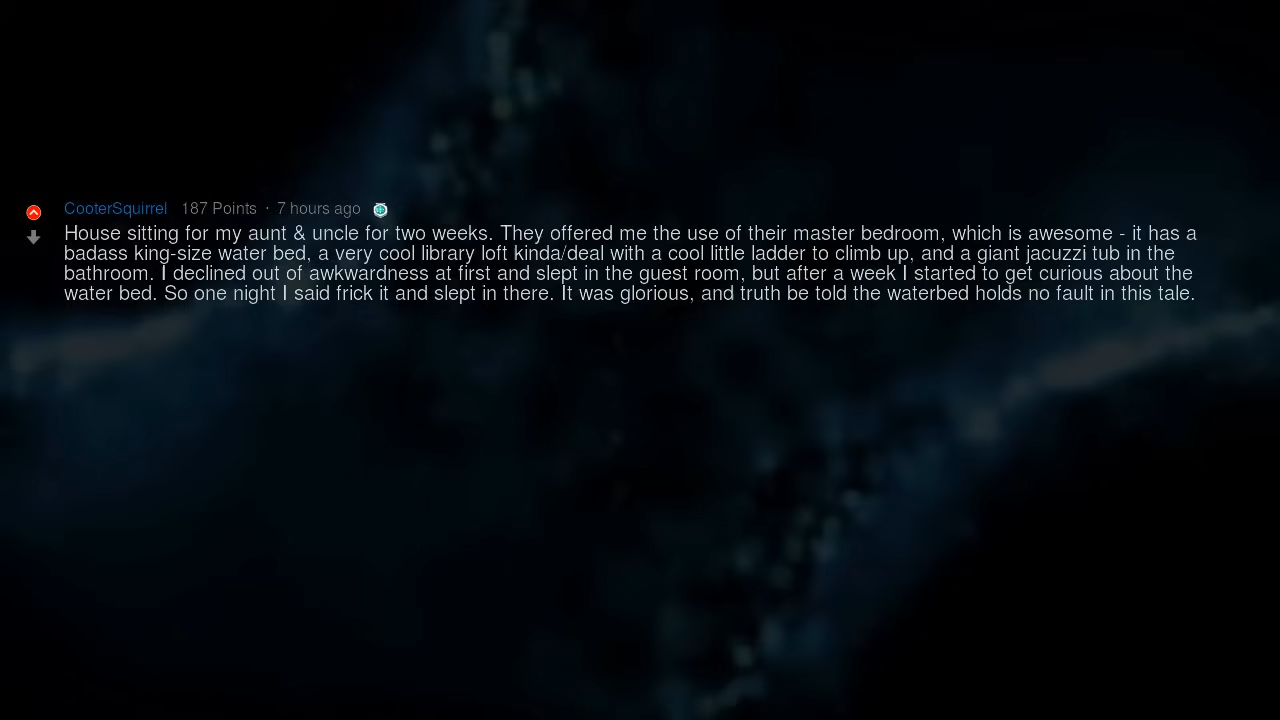 CooterSquirrel 187 Points · 7 hours ago
House sitting for my aunt & uncle for two weeks. They offered me the use of their master bedroom, which is awesome - it has a
badass king-size water bed, a very cool library loft kinda/deal with a cool little ladder to climb up, and a giant jacuzzi tub in the
bathroom. I declined out of awkwardness at first and slept in the guest room, but after a week I started to get curious about the
water bed. So one night I said frick it and slept in there. It was glorious, and truth be told the waterbed holds no fault in this tale.